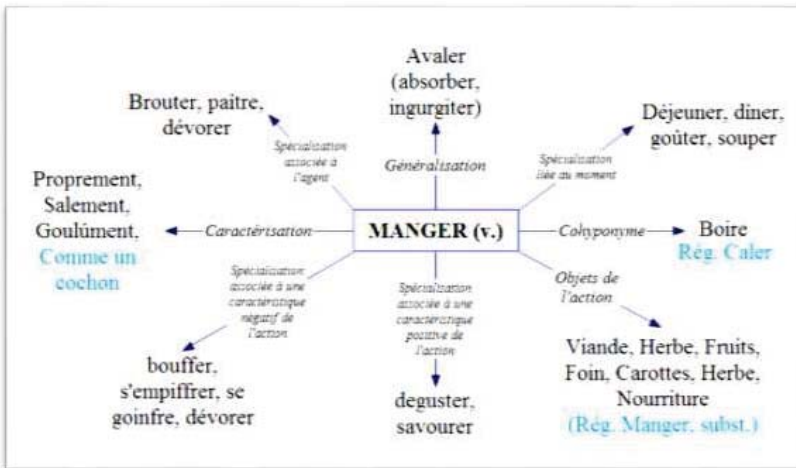 Avaler
(absorber,
ingurgiter)
Brouter, paitre,
dévorer
Déjeuner, diner,
goûter, souper
Spécialisation
associée à
l'agent
Généralisation
Spécialisation
liée au moment
Proprement,
Salement,
Goulûment,
Comme un
cochon
Caractérisation
MANGER (v.)
Cohyponyme
Boire
Rég. Caler
Spécialisation
associée à une
caractéristique
négatif de
l'action
Spécialisation
associée à une
caractéristique
positive de
l'action
Objets de
l'action
bouffer,
s'empiffrer, se
goinfre, dévorer
deguster,
savourer
Viande, Herbe, Fruits,
Foin, Carottes, Herbe,
Nourriture
(Rég. Manger, subst.)